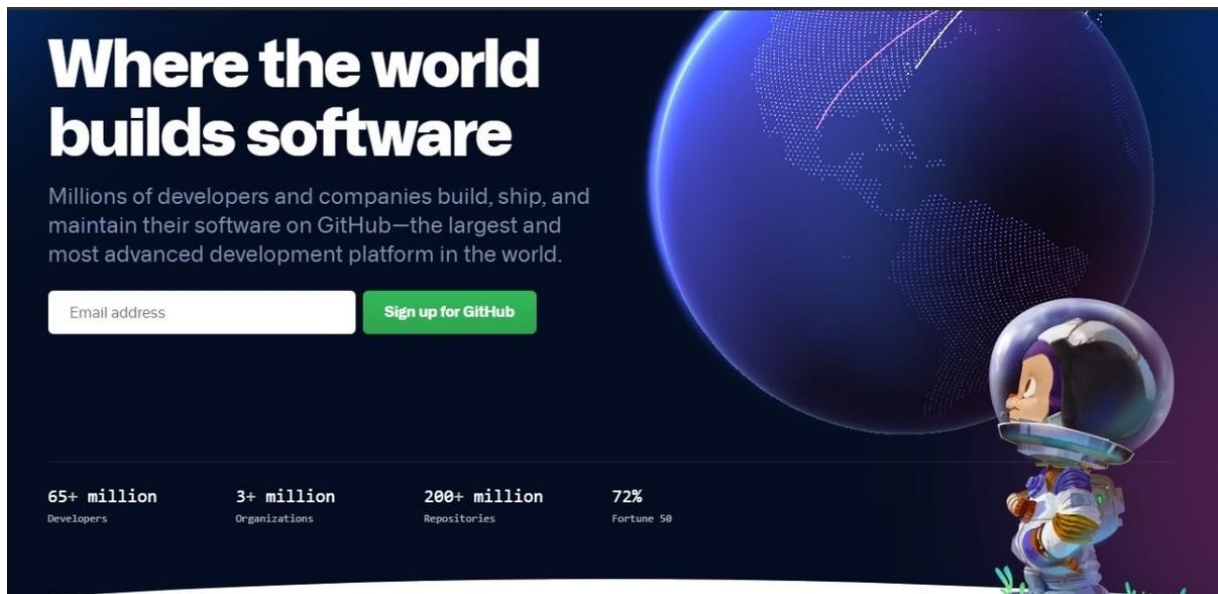 Where the world
builds software
Millions of developers and companies build, ship, and
maintain their software on GitHub—the largest and
most advanced development platform in the world.
Email address
Sign up for GitHub
65+ million
Developers
3+ million
Organizations
200+ million
Repositories
72%
Fortune 50